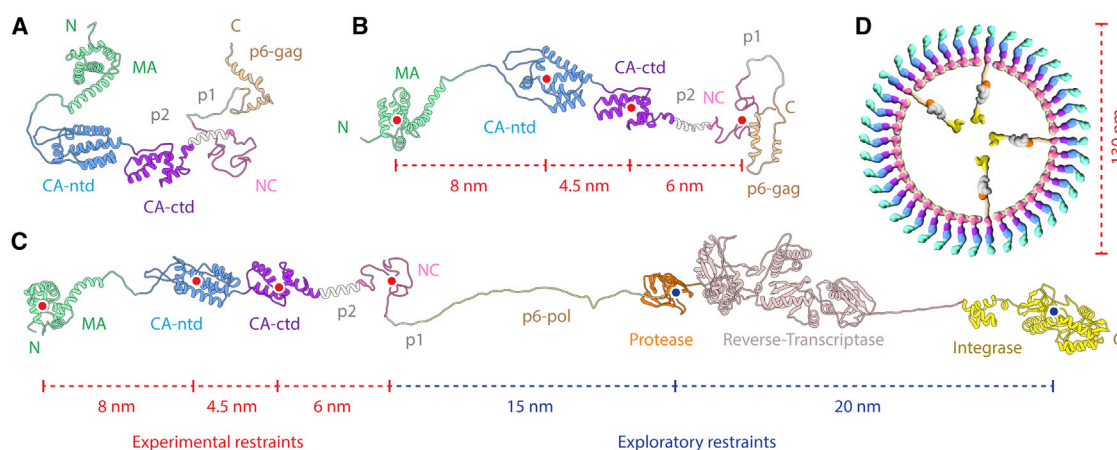 A
N
C
p6-gag
MA
p1
p2
CA-ntd
CA-ctd
NC
B
p1
MA
p2
NC
C
N
CA-ntd
CA-ctd
8 nm
4.5 nm
6 nm
p6-gag
D
130 nm
C
NC
MA
CA-ntd
CA-ctd
p2
N
p1
p6-pol
Protease
Reverse-Transcriptase
Integrase
C
8 nm
4.5 nm
6 nm
15 nm
20 nm
Experimental restraints
Exploratory restraints